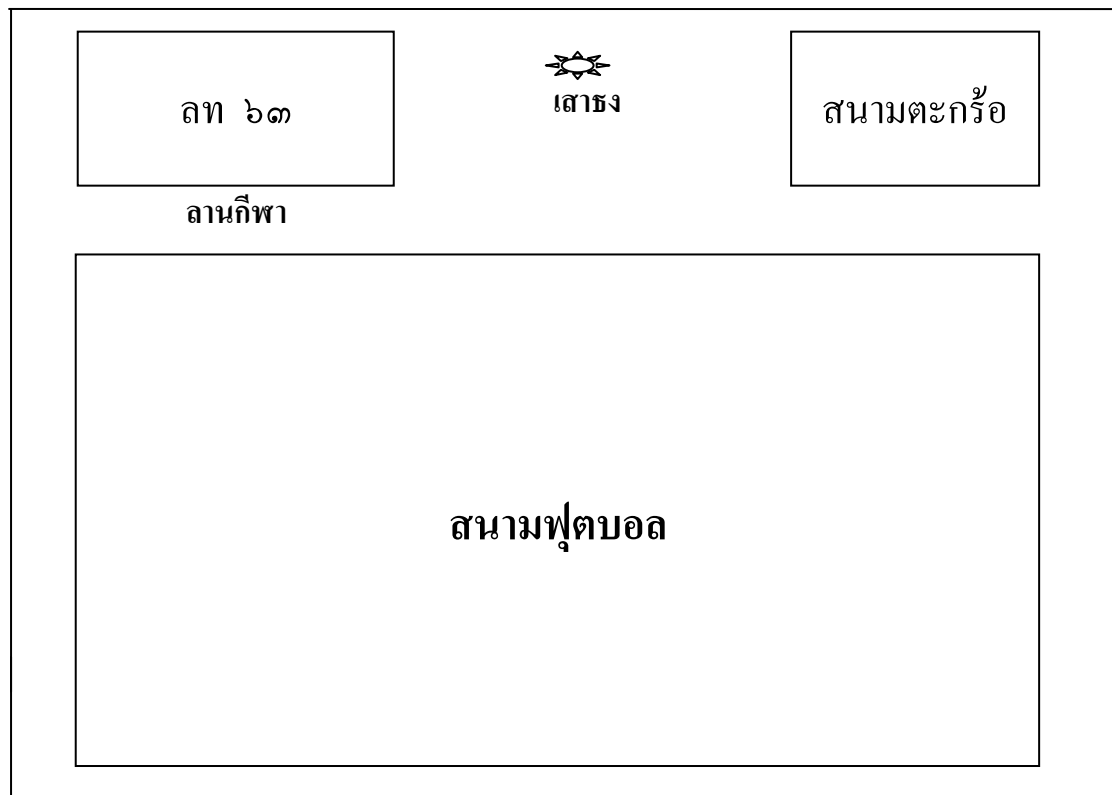 ลท ๖๓
เสาธง
สนามตะกร้อ
ลานกีฬา
สนามฟุตบอล